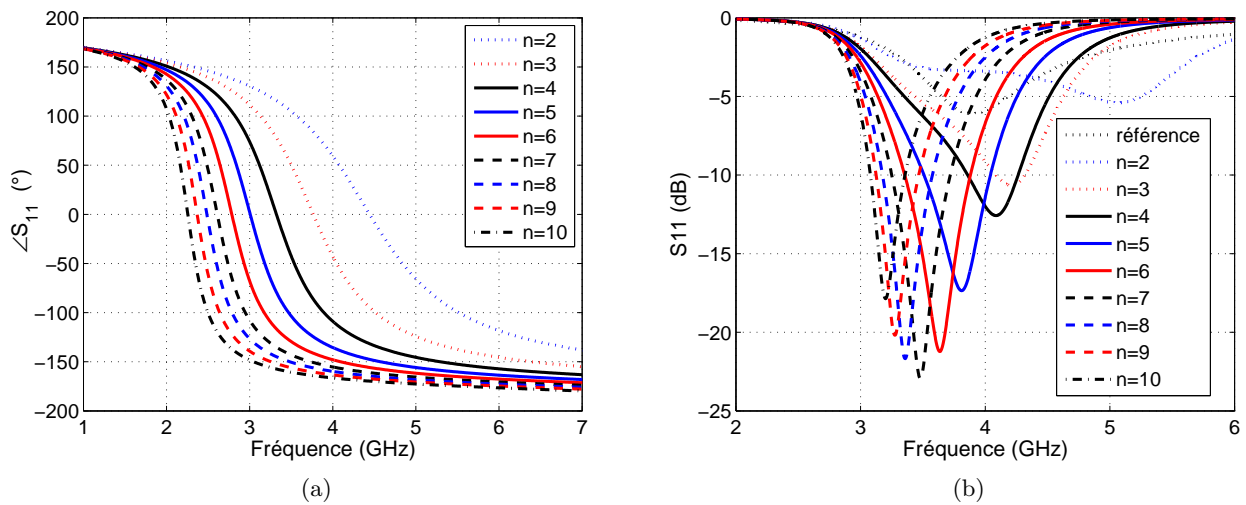 200
150
100
50
0
−50
−100
−150
−200
∠S11 (°)
1 2 3 4 5 6 7
Fréquence (GHz)
n=2
n=3
n=4
n=5
n=6
n=7
n=8
n=9
n=10
(a)
0
−5
−10
−15
−20
−25
S11 (dB)
2 3 4 5 6
Fréquence (GHz)
référence
n=2
n=3
n=4
n=5
n=6
n=7
n=8
n=9
n=10
(b)